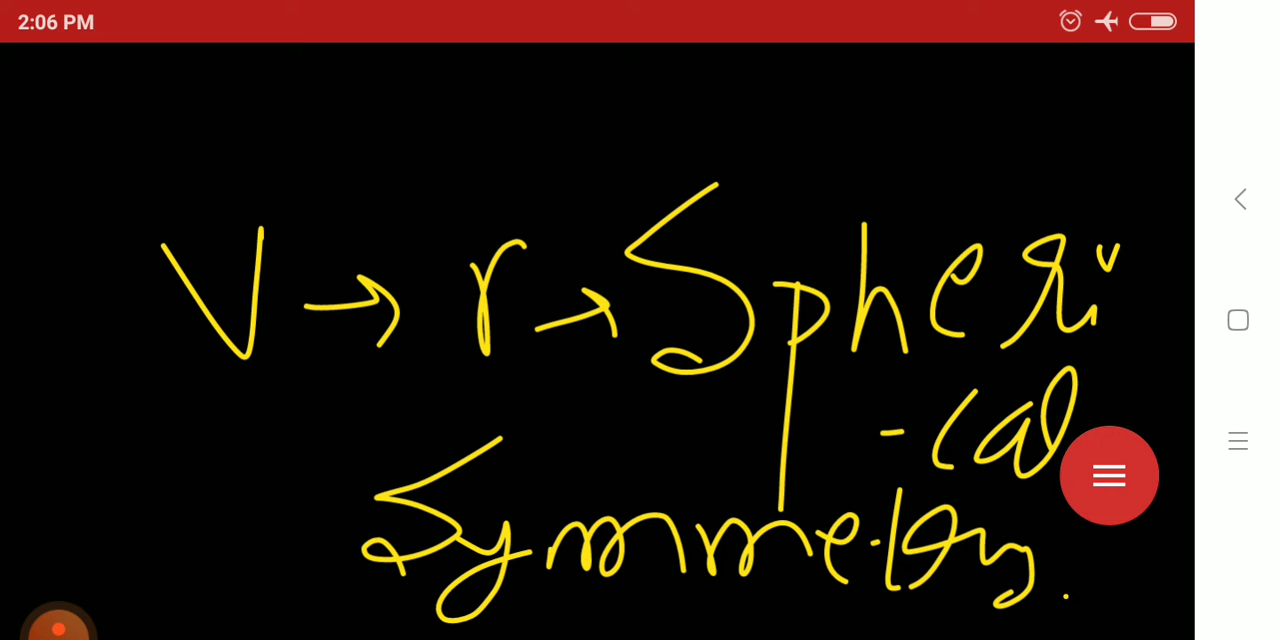 2:06 PM
V → r → Spheri
-cal
Symmetry.